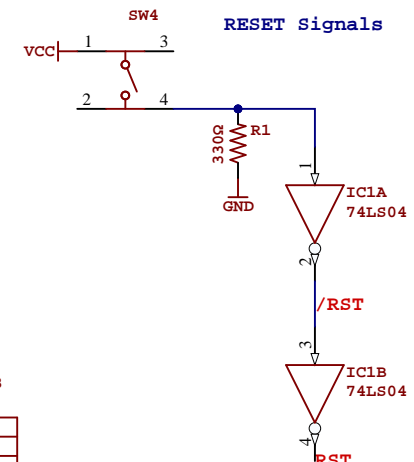 SW4
RESET Signals
VCC 1 3
2 4
330Ω R1
GND
1
IC1A
74LS04
2
/RST
3
IC1B
74LS04
4
RST